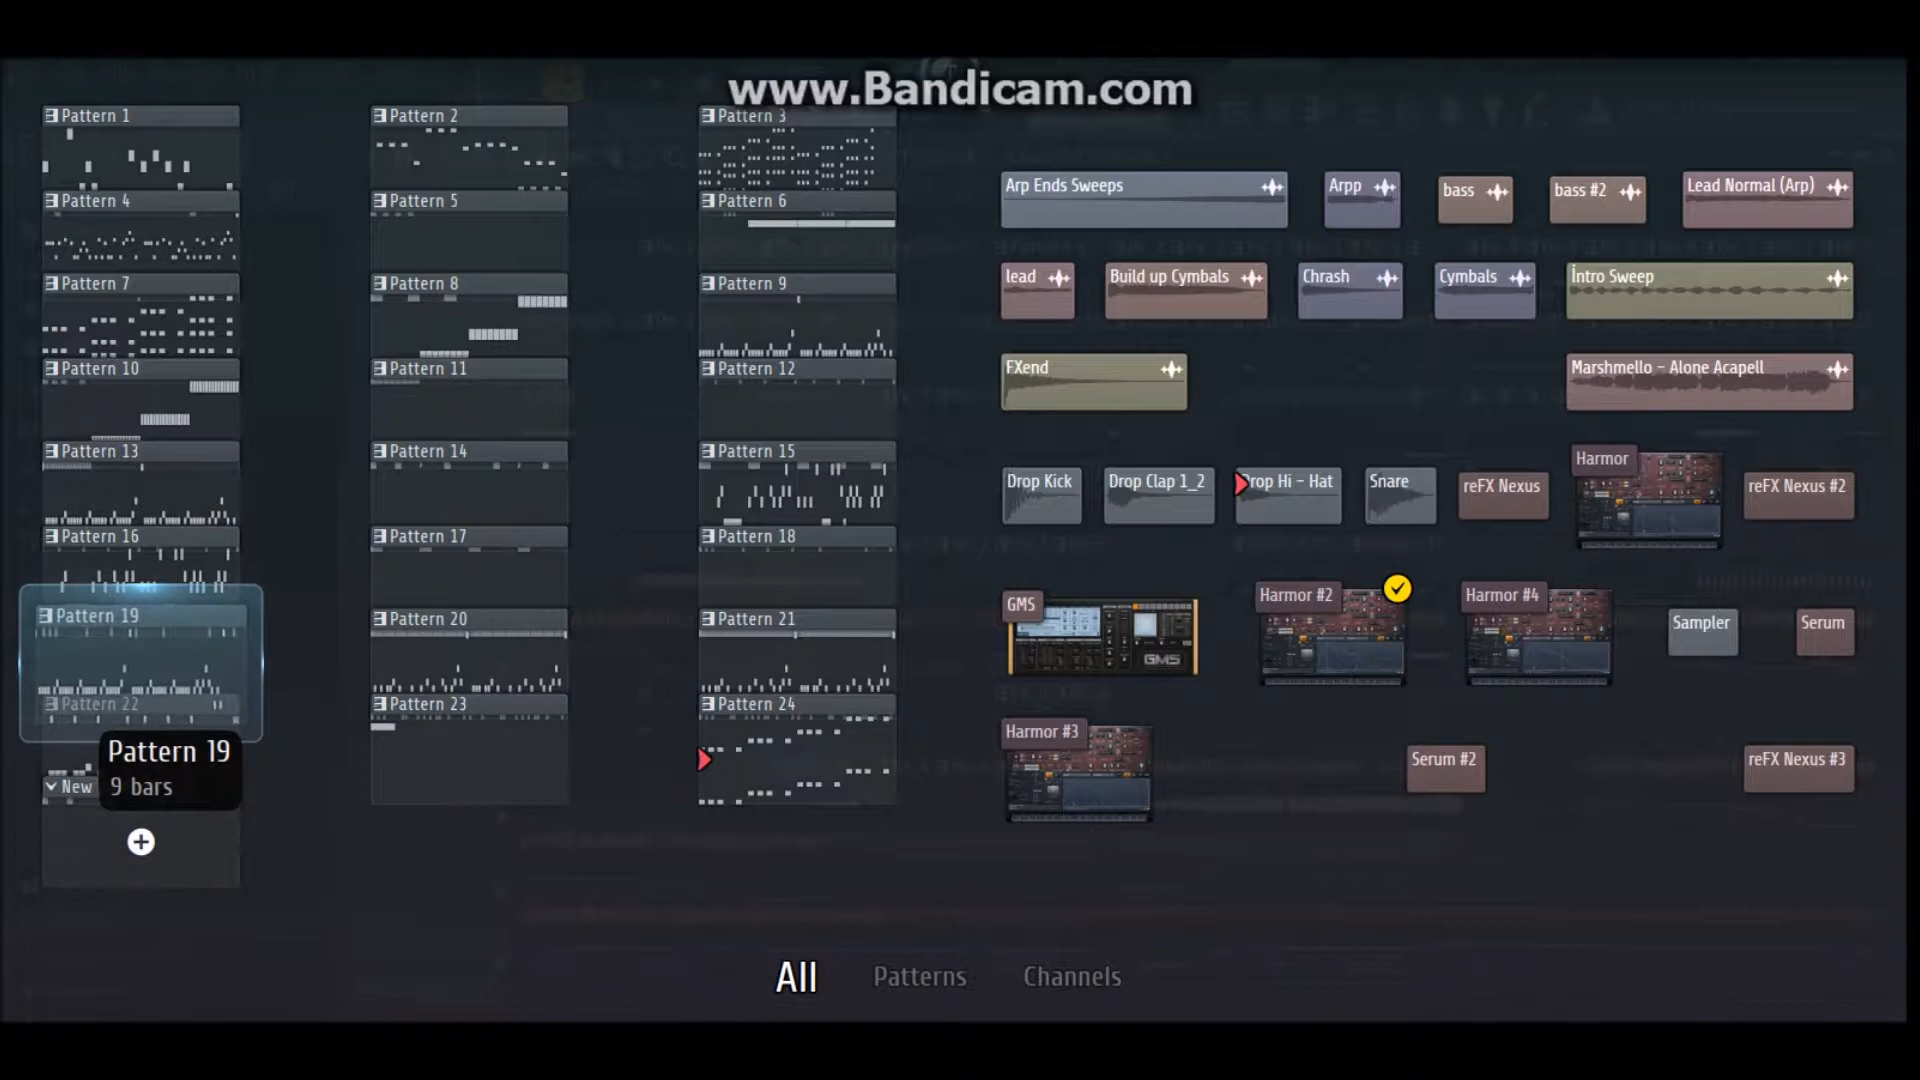 www.Bandicam.com
Pattern 1
Pattern 2
Pattern 3
Pattern 4
Pattern 5
Pattern 6
Pattern 7
Pattern 8
Pattern 9
Pattern 10
Pattern 11
Pattern 12
Pattern 13
Pattern 14
Pattern 15
Pattern 16
Pattern 17
Pattern 18
Pattern 19
Pattern 20
Pattern 21
Pattern 22
Pattern 23
Pattern 24
Pattern 19
9 bars
New
Arp Ends Sweeps
Arpp
bass
bass #2
Lead Normal (Arp)
lead
Build up Cymbals
Chrash
Cymbals
İntro Sweep
FXend
Marshmello - Alone Acapell
Drop Kick
Drop Clap 1_2
Drop Hi - Hat
Snare
reFX Nexus
Harmor
reFX Nexus #2
GMS
GMS
Harmor #2
Harmor #4
Sampler
Serum
Harmor #3
Serum #2
reFX Nexus #3
All
Patterns
Channels